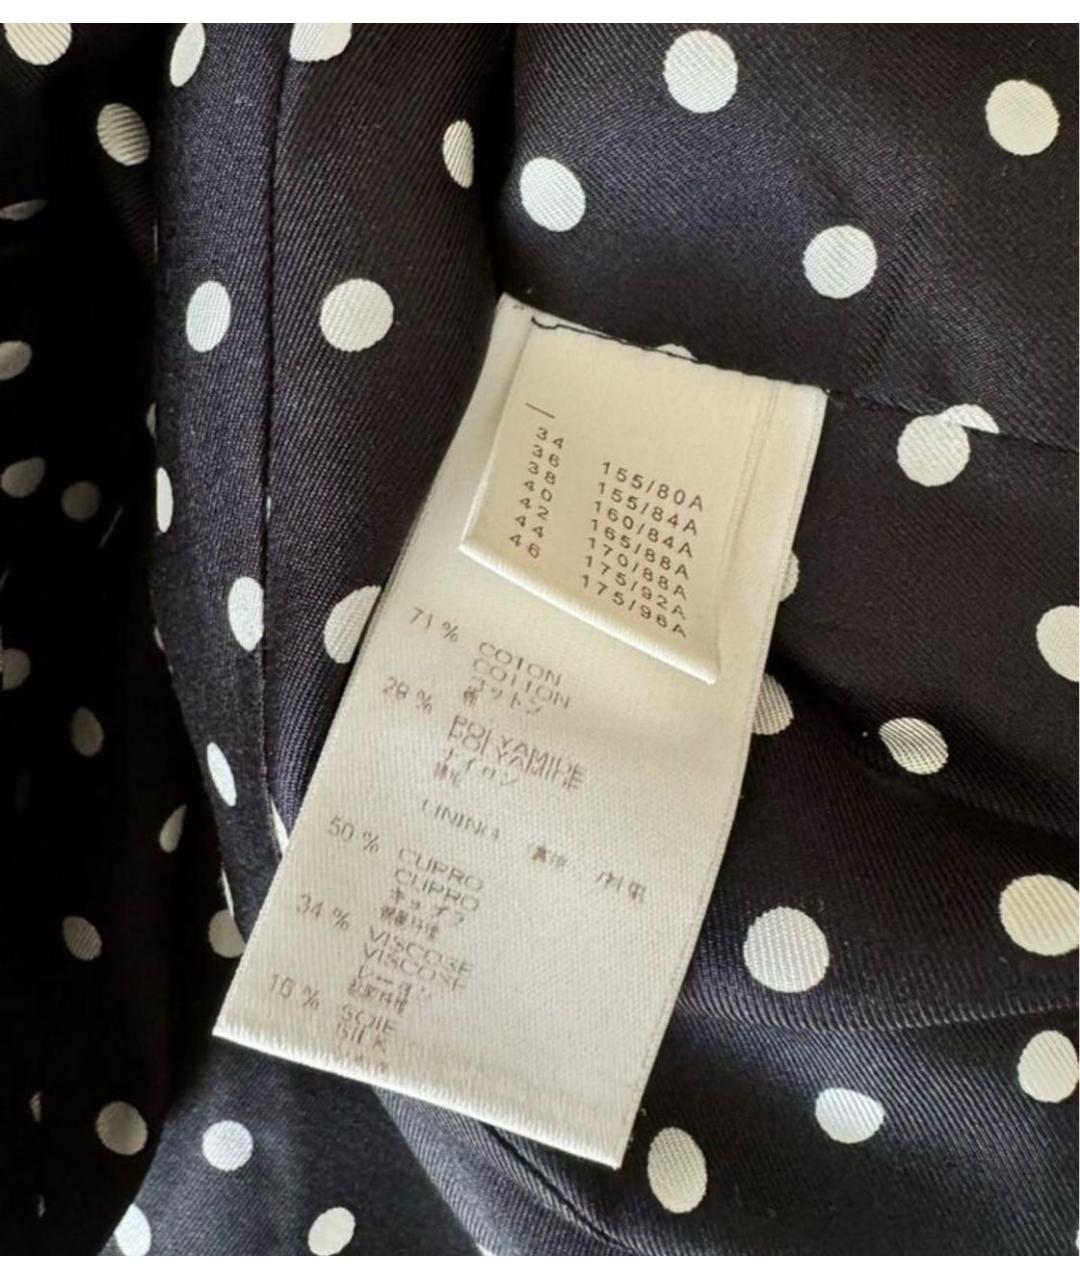 34
36 155/80A
38 155/84A
40 160/84A
42 165/88A
44 170/88A
46 175/92A
175/96A
71 % COTON
COTTON
コットン
29 % 棉
POLYAMIDE
POLYAMIDE
ナイロン
LINING
50 % CUPRO
CUPRO
キュプラ
34 %
VISCOSE
VISCOSE
レーヨン
16 %
SOIE
SILK